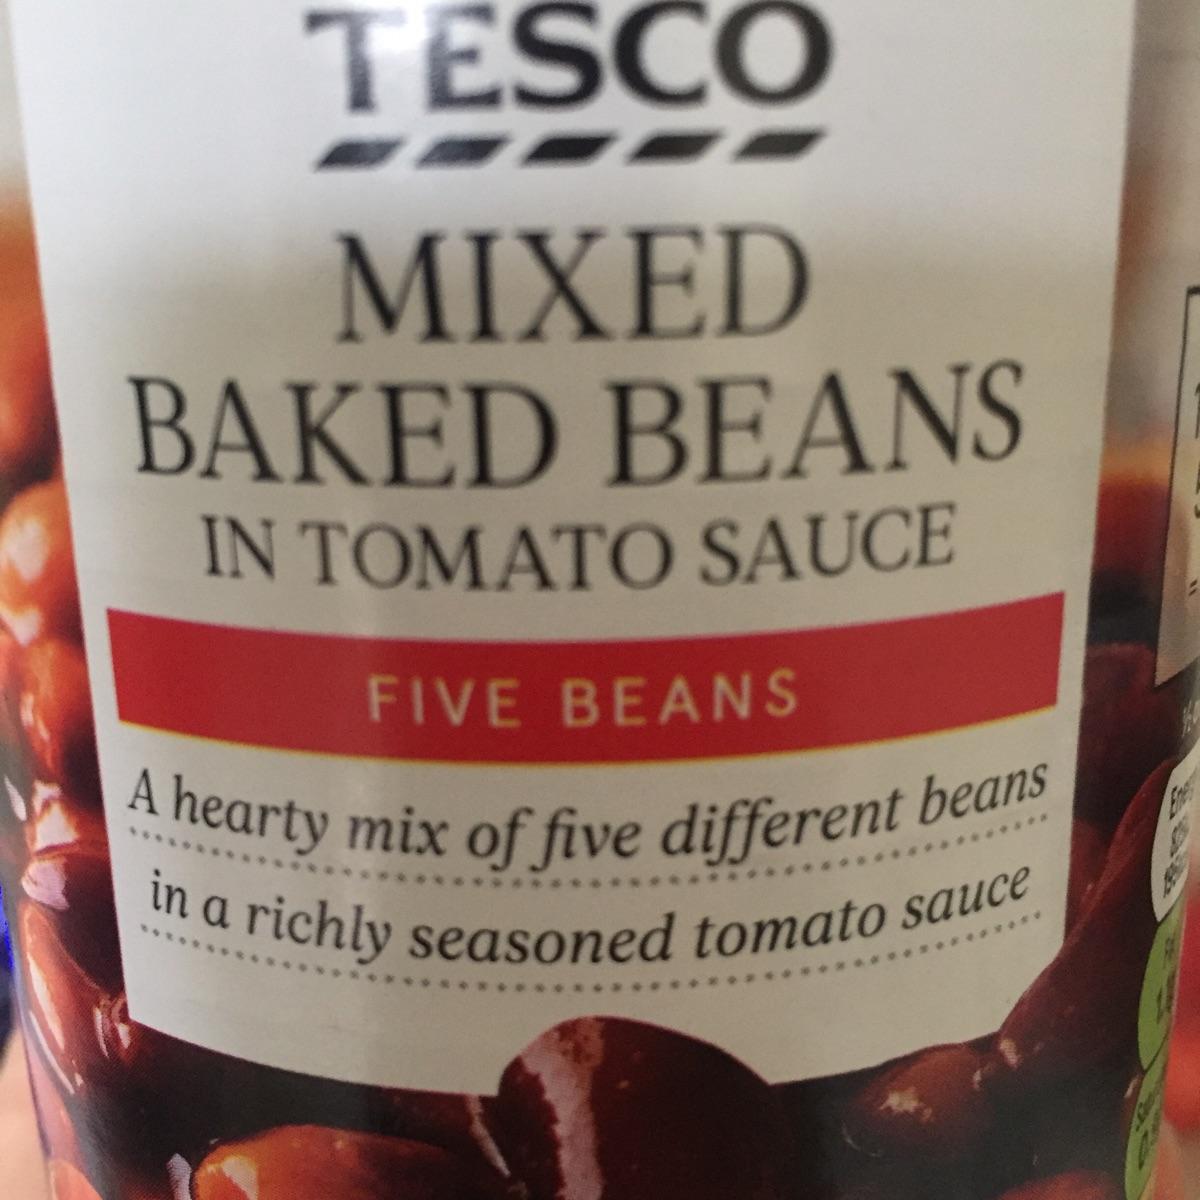 TESCO
MIXED
BAKED BEANS
IN TOMATO SAUCE
FIVE BEANS
A hearty mix of five different beans
in a richly seasoned tomato sauce